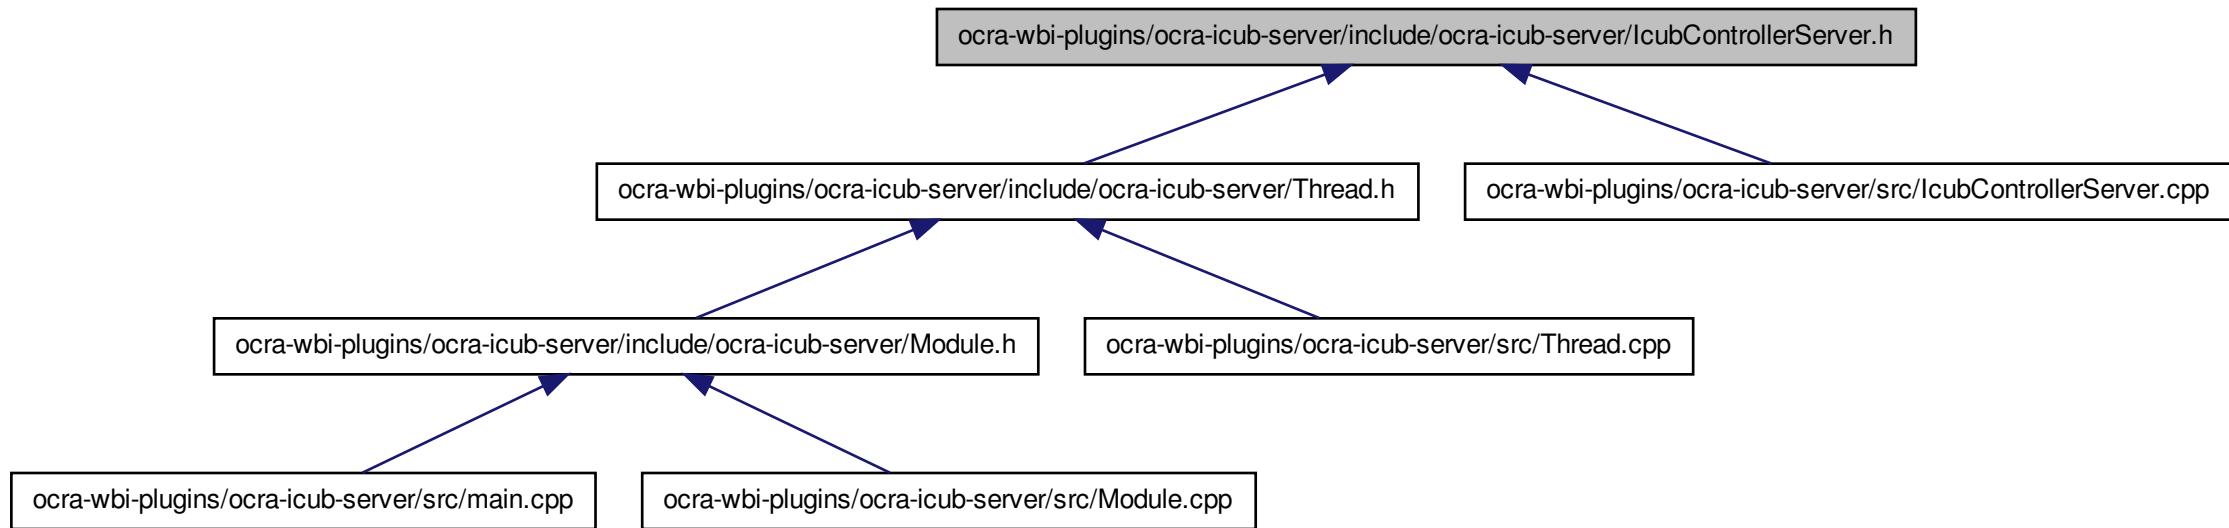 ocra-wbi-plugins/ocra-icub-server/include/ocra-icub-server/IcubControllerServer.h
ocra-wbi-plugins/ocra-icub-server/include/ocra-icub-server/Thread.h
ocra-wbi-plugins/ocra-icub-server/src/IcubControllerServer.cpp
ocra-wbi-plugins/ocra-icub-server/include/ocra-icub-server/Module.h
ocra-wbi-plugins/ocra-icub-server/src/Thread.cpp
ocra-wbi-plugins/ocra-icub-server/src/main.cpp
ocra-wbi-plugins/ocra-icub-server/src/Module.cpp